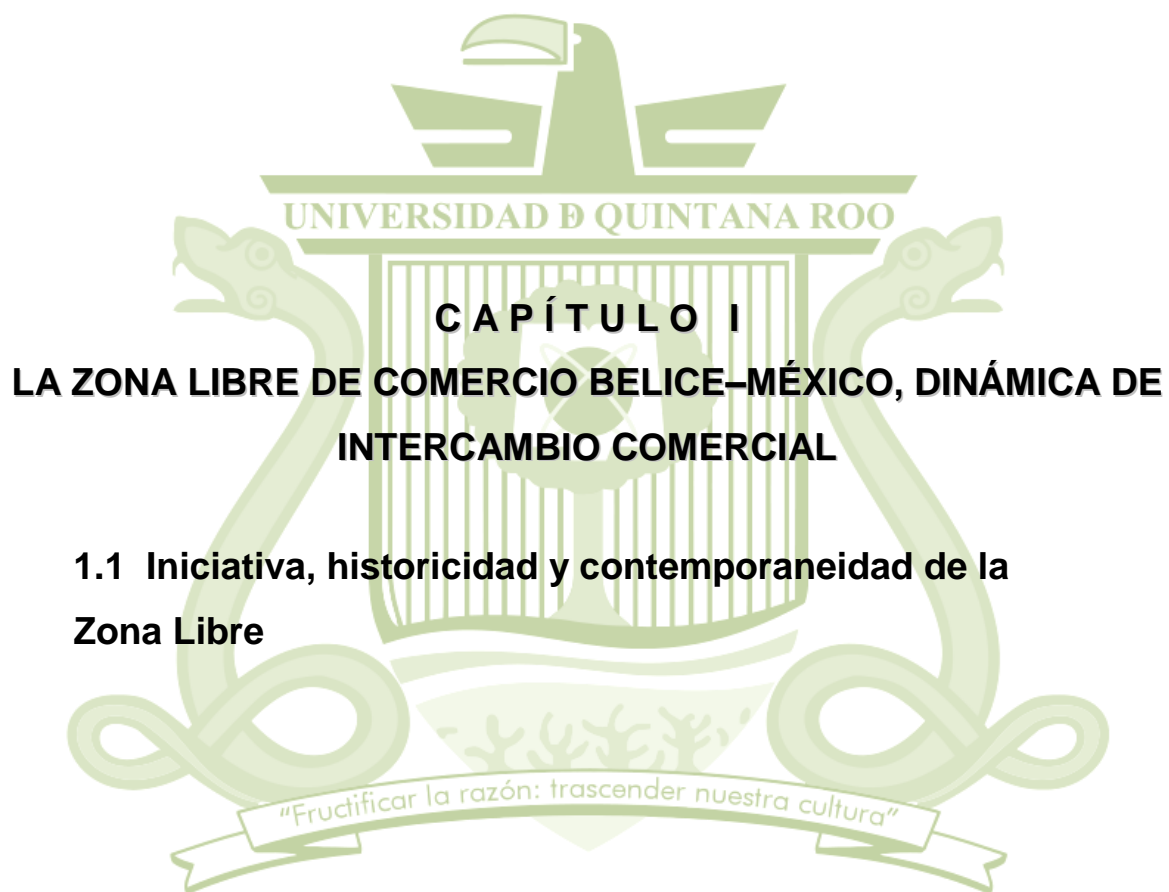 UNIVERSIDAD D QUINTANA ROO
C A P Í T U L O I
LA ZONA LIBRE DE COMERCIO BELICE–MÉXICO, DINÁMICA DE
INTERCAMBIO COMERCIAL
1.1 Iniciativa, historicidad y contemporaneidad de la
Zona Libre
"Fructificar la razón: trascender nuestra cultura"